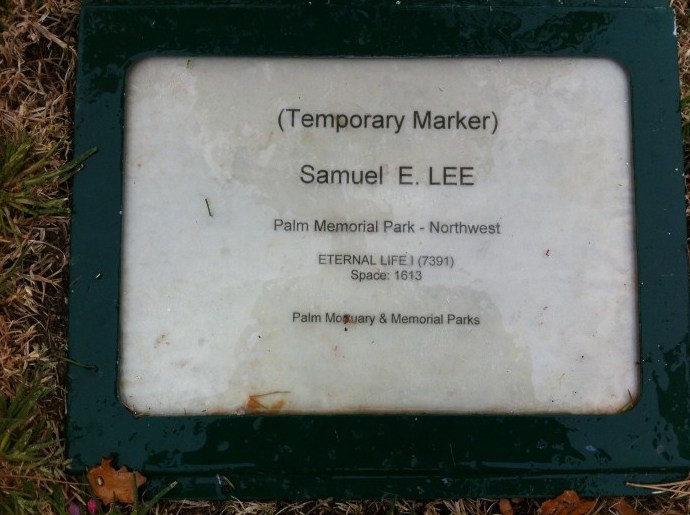 (Temporary Marker)
Samuel E. LEE
Palm Memorial Park - Northwest
ETERNAL LIFE I (7391)
Space: 1613
Palm Mortuary & Memorial Parks